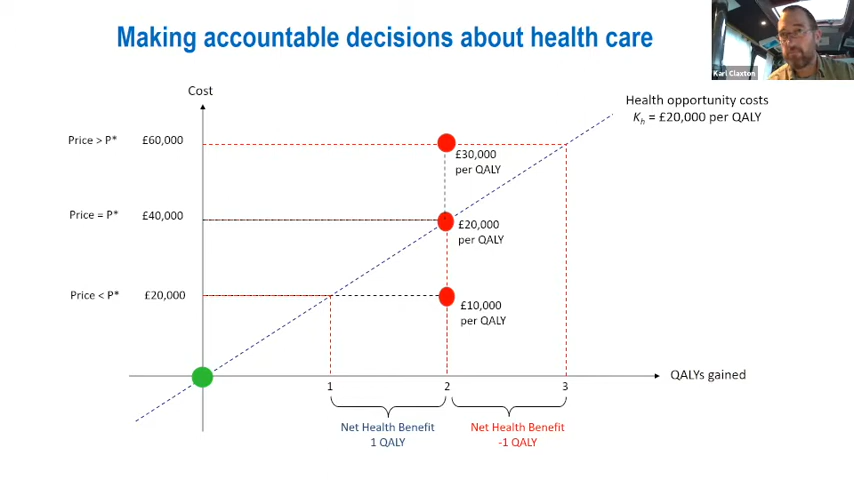 Making accountable decisions about health care
Karl Claxton
Cost
Health opportunity costs
Kh = £20,000 per QALY
Price > P* £60,000
£30,000
per QALY
Price = P* £40,000
£20,000
per QALY
Price < P* £20,000
£10,000
per QALY
QALYs gained
1 2 3
Net Health Benefit
1 QALY
Net Health Benefit
-1 QALY